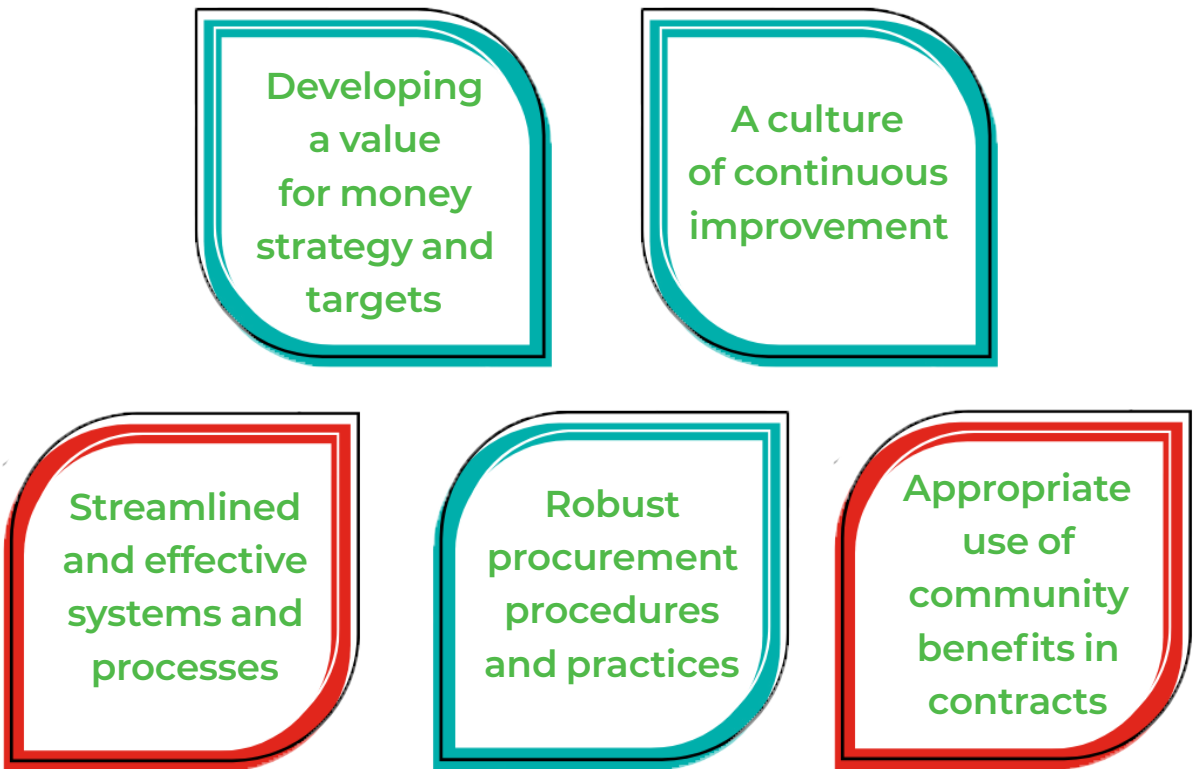 Developing
a value
for money
strategy and
targets
A culture
of continuous
improvement
Streamlined
and effective
systems and
processes
Robust
procurement
procedures
and practices
Appropriate
use of
community
benefits in
contracts